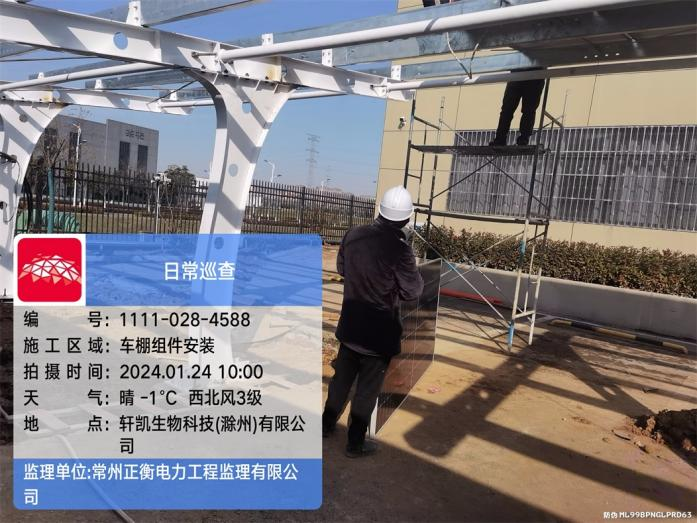 日常巡查
编 号：1111-028-4588
施工区域：车棚组件安装
拍摄时间：2024.01.24 10:00
天 气：晴 -1℃ 西北风3级
地 点：轩凯生物科技(滁州)有限公
司
监理单位:常州正衡电力工程监理有限公
司
防伪 ML99BPNGLPRD63